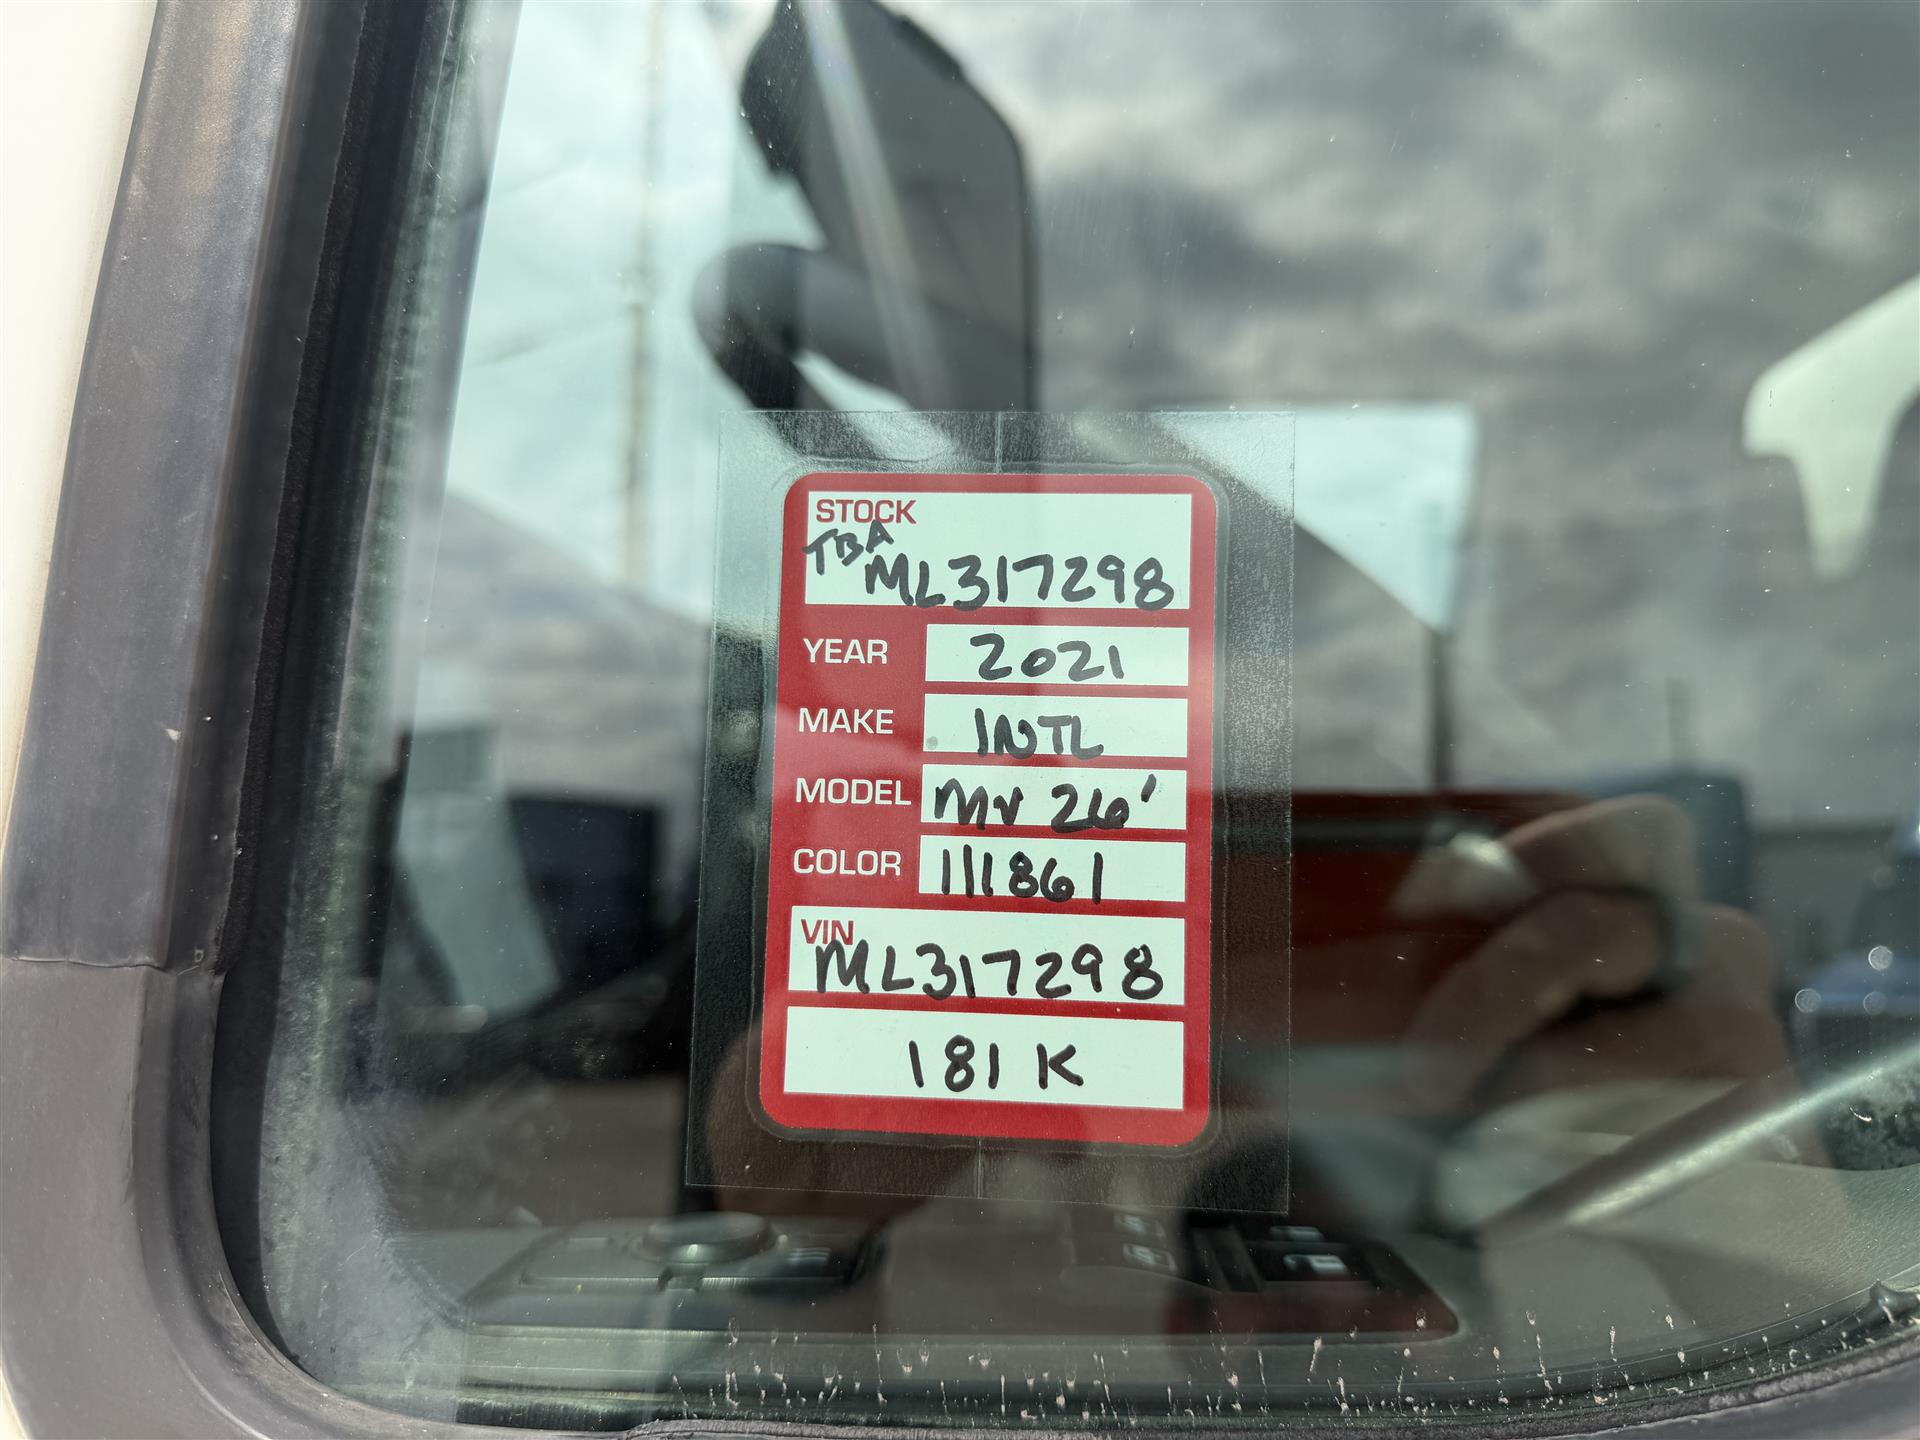 STOCK
TBA
ML317298
YEAR 2021
MAKE INTL
MODEL MV 26'
COLOR 111861
VIN
ML317298
181 K